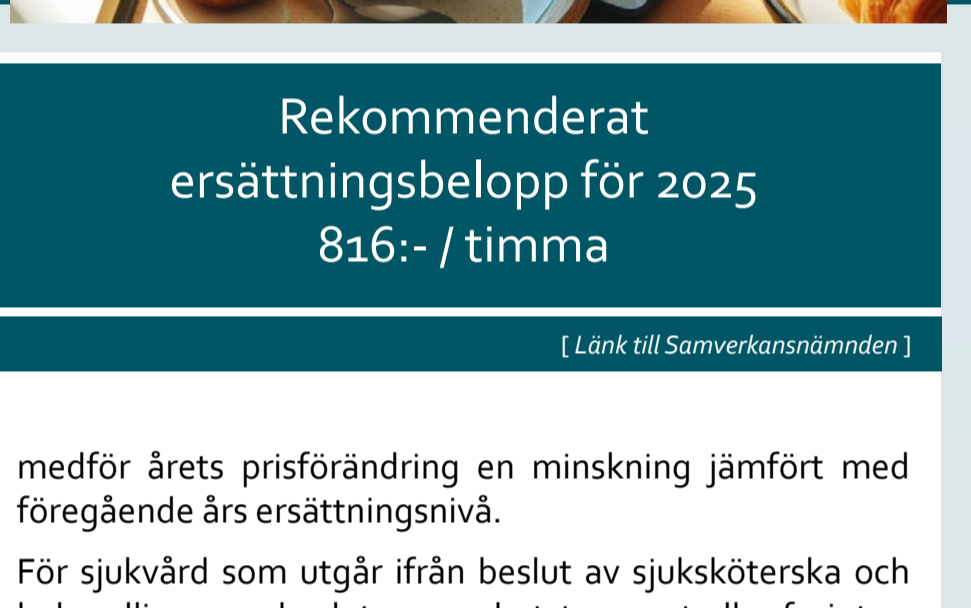 Rekommenderat
ersättningsbelopp för 2025
816:- / timma
[ Länk till Samverkansnämnden ]
medför årets prisförändring en minskning jämfört med
föregående års ersättningsnivå.
För sjukvård som utgår ifrån beslut av sjuksköterska och